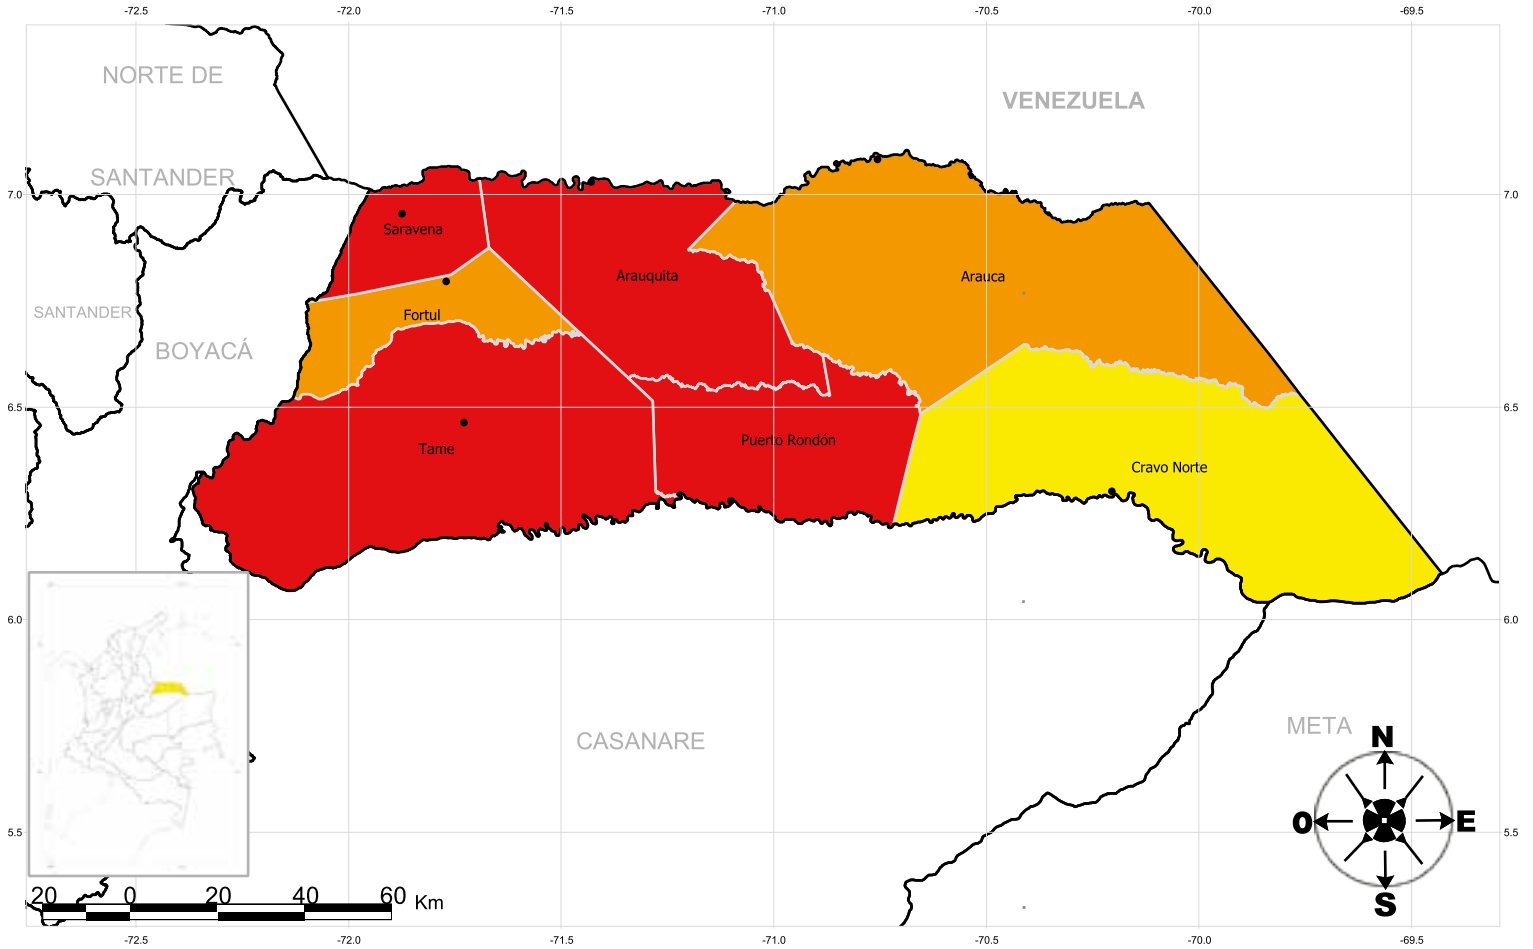 -72.5 -72.0 -71.5 -71.0 -70.5 -70.0 -69.5
NORTE DE
VENEZUELA
SANTANDER
7.0 7.0
Saravena
Arauquita Arauca
SANTANDER Fortul
BOYACÁ
6.5 6.5
Tame Puerto Rondón
Cravo Norte
6.0 6.0
CASANARE META
N
O E
5.5 5.5
S
20 0 20 40 60 Km
-72.5 -72.0 -71.5 -71.0 -70.5 -70.0 -69.5